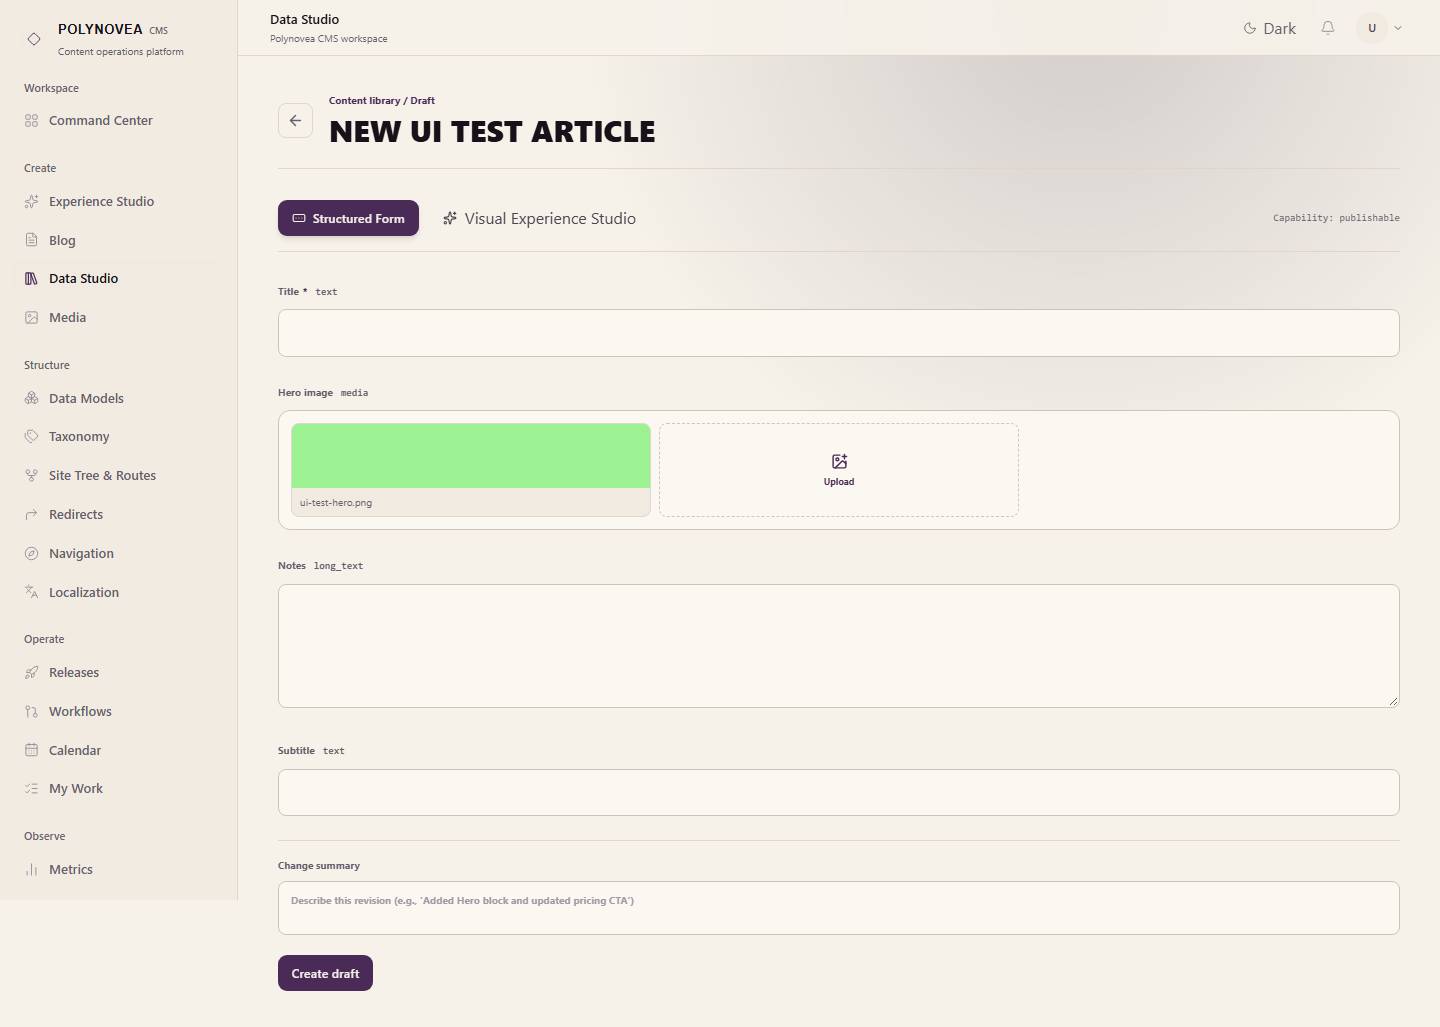 POLYNOVEA CMS
Content operations platform
Workspace
Command Center
Create
Experience Studio
Blog
Data Studio
Media
Structure
Data Models
Taxonomy
Site Tree & Routes
Redirects
Navigation
Localization
Operate
Releases
Workflows
Calendar
My Work
Observe
Metrics
Data Studio
Polynovea CMS workspace
Dark
U
Content library / Draft
NEW UI TEST ARTICLE
Structured Form
Visual Experience Studio
Capability: publishable
Title * text
Hero image media
ui-test-hero.png
Upload
Notes long_text
Subtitle text
Change summary
Describe this revision (e.g., 'Added Hero block and updated pricing CTA')
Create draft